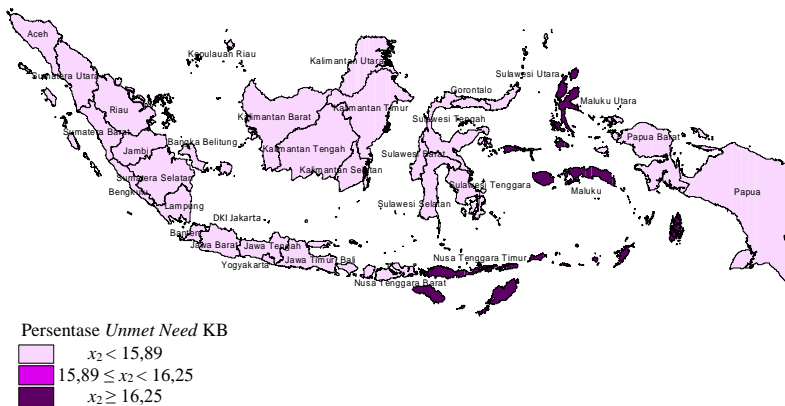 Aceh
Kepulauan Riau
Kalimantan Utara
Sumatera Utara
Sulawesi Utara
Gorontalo
Riau
Maluku Utara
Kalimantan Barat
Kalimantan Timur
Sulawesi Tengah
Sumatera Barat
Bangka Belitung
Papua Barat
Jambi
Kalimantan Tengah
Sulawesi Barat
Kalimantan Selatan
Sumatera Selatan
Sulawesi Tenggara
Bengkulu
Maluku
Papua
Lampung
Sulawesi Selatan
DKI Jakarta
Banten
Jawa Barat
Jawa Tengah
Jawa Timur
Bali
Nusa Tenggara Timur
Yogyakarta
Nusa Tenggara Barat
Persentase Unmet Need KB
x₂ < 15,89
15,89 ≤ x₂ < 16,25
x₂ ≥ 16,25